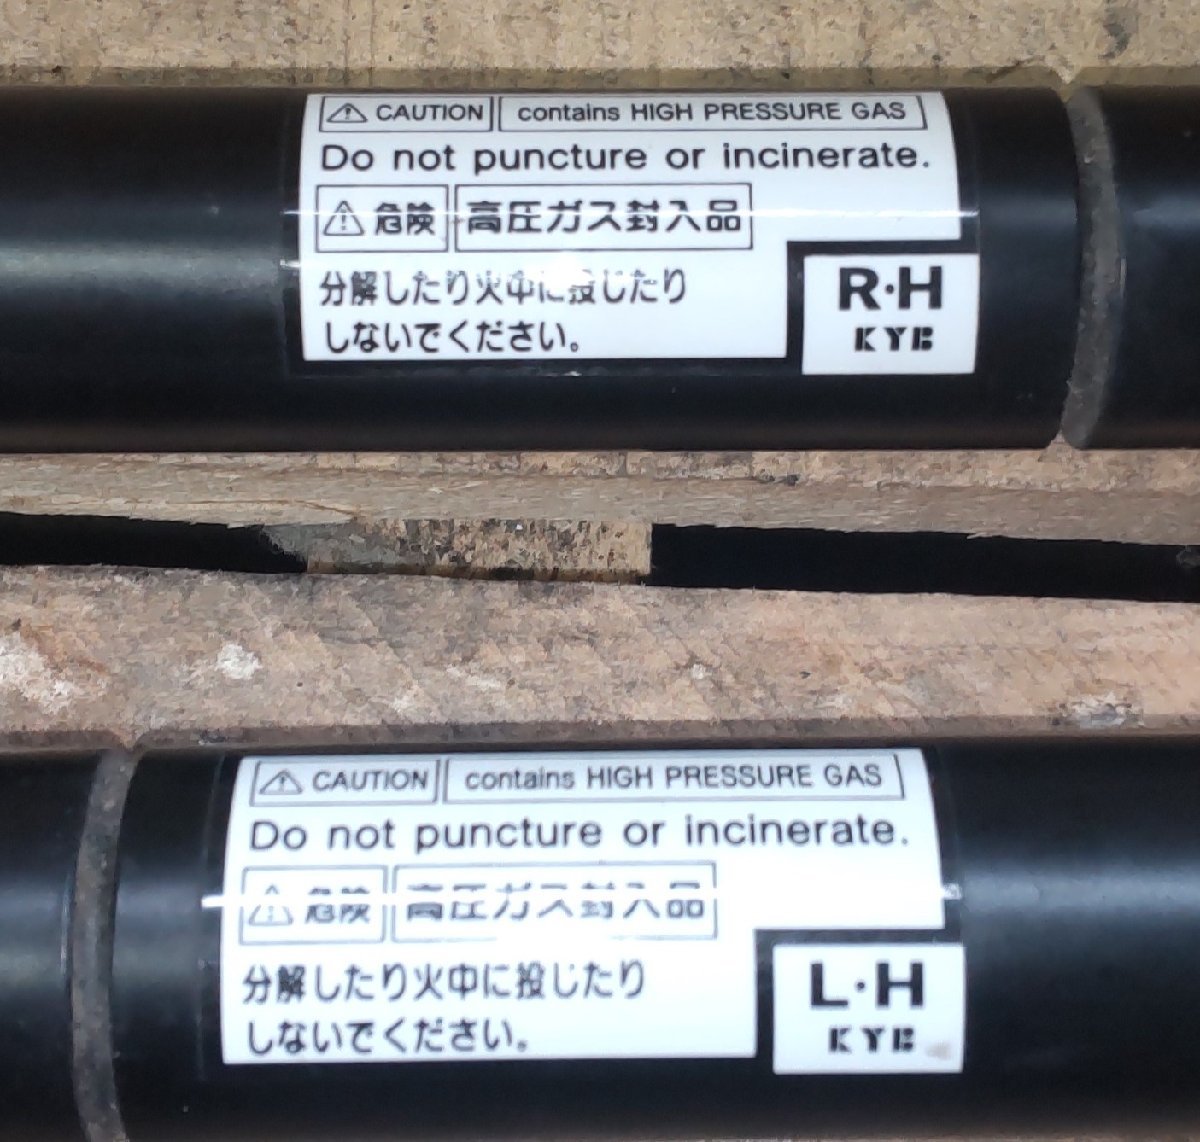 ⚠ CAUTION contains HIGH PRESSURE GAS
Do not puncture or incinerate.
⚠ 危険 高圧ガス封入品
分解したり火中に投じたり
しないでください。
R·H
KYB
⚠ CAUTION contains HIGH PRESSURE GAS
Do not puncture or incinerate.
⚠ 危険 高圧ガス封入品
分解したり火中に投じたり
しないでください。
L·H
KYB